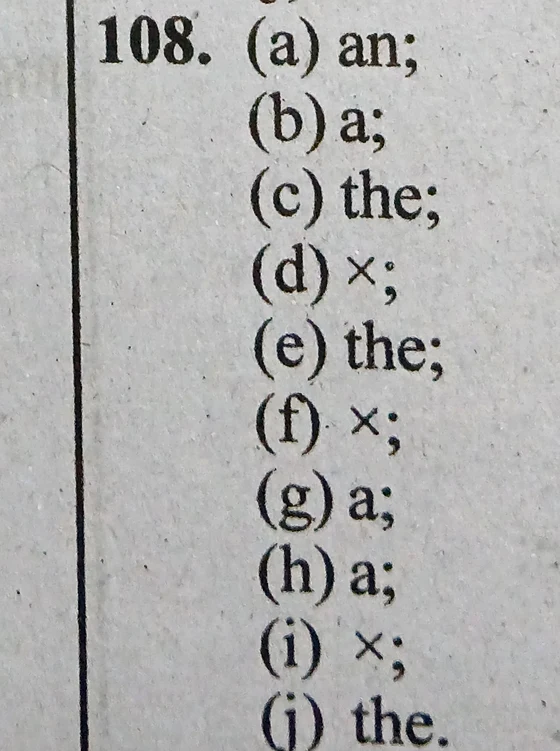 108. (a) an;
(b) a;
(c) the;
(d) ×;
(e) the;
(f) ×;
(g) a;
(h) a;
(i) ×;
(j) the.